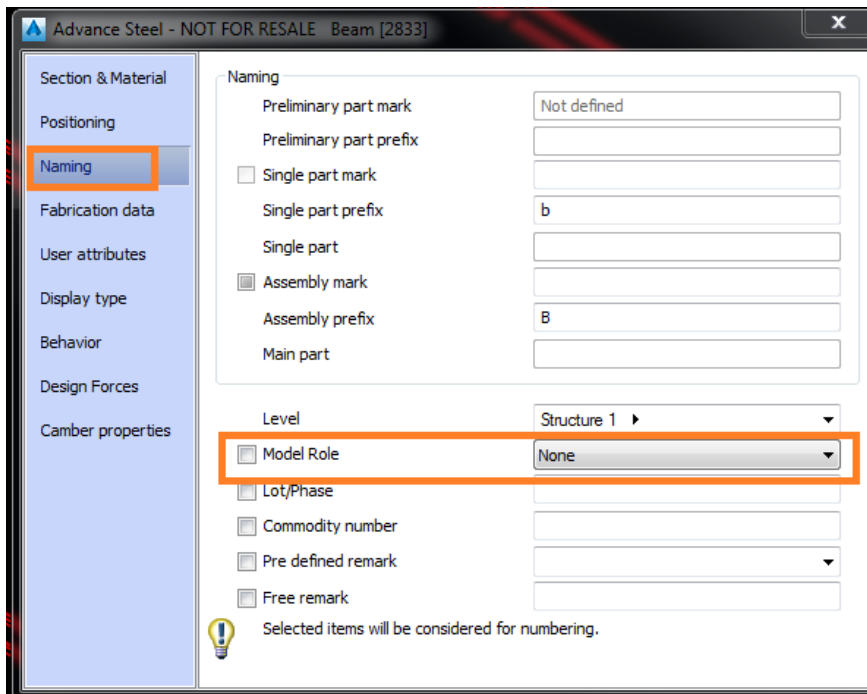 Advance Steel - NOT FOR RESALE Beam [2833]
x
Section & Material
Positioning
Naming
Fabrication data
User attributes
Display type
Behavior
Design Forces
Camber properties
Naming
Preliminary part mark Not defined
Preliminary part prefix
Single part mark
Single part prefix b
Single part
Assembly mark
Assembly prefix B
Main part
Level Structure 1
Model Role None
Lot/Phase
Commodity number
Pre defined remark
Free remark
Selected items will be considered for numbering.